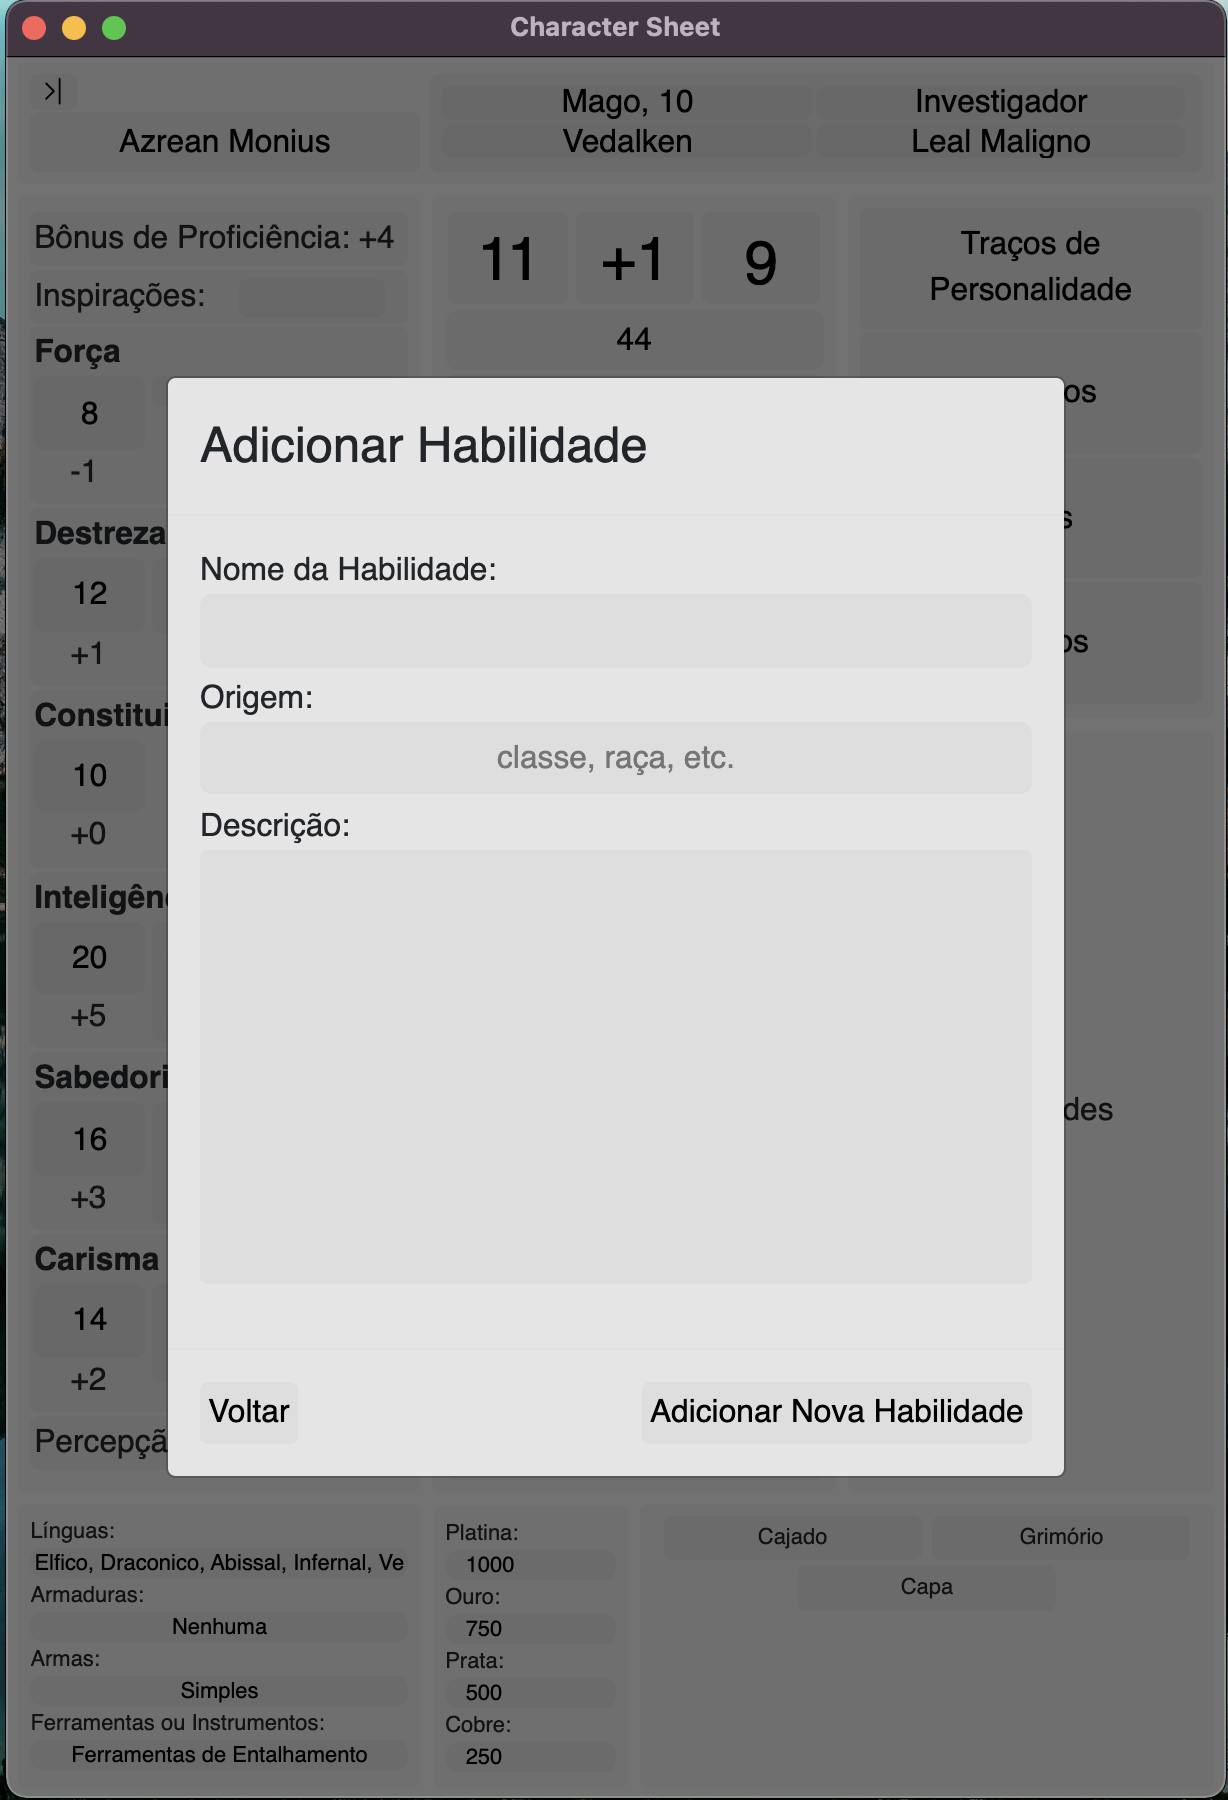 Character Sheet
>|
Azrean Monius
Mago, 10
Investigador
Vedalken
Leal Maligno
Bônus de Proficiência: +4
Inspirações:
11
+1
9
44
Traços de
Personalidade
Força
8
-1
Destreza
12
+1
Constitui
10
+0
Inteligên
20
+5
Sabedori
16
+3
Carisma
14
+2
Percepçã
os
s
os
des
Adicionar Habilidade
Nome da Habilidade:
Origem:
classe, raça, etc.
Descrição:
Voltar
Adicionar Nova Habilidade
Línguas:
Elfico, Draconico, Abissal, Infernal, Ve
Armaduras:
Nenhuma
Armas:
Simples
Ferramentas ou Instrumentos:
Ferramentas de Entalhamento
Platina:
1000
Ouro:
750
Prata:
500
Cobre:
250
Cajado
Grimório
Capa